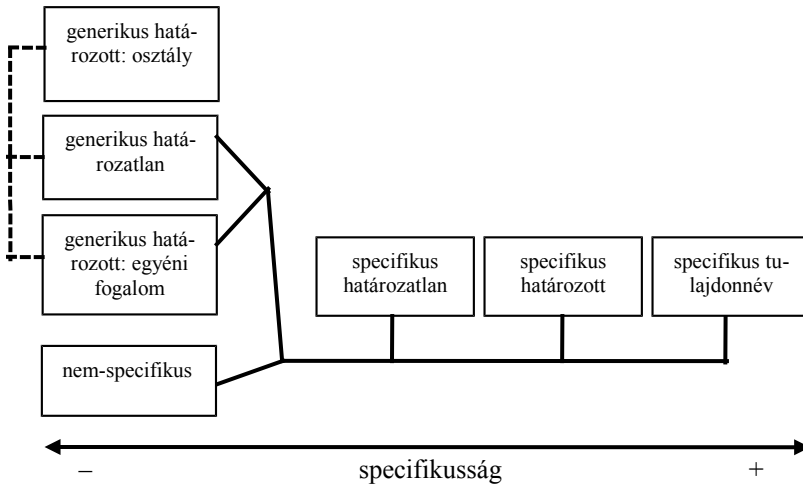 generikus hatá-
rozott: osztály
generikus hatá-
rozatlan
generikus hatá-
rozott: egyéni
fogalom
nem-specifikus
specifikus
határozatlan
specifikus
határozott
specifikus tu-
lajdonnév
–
specifikusság
+